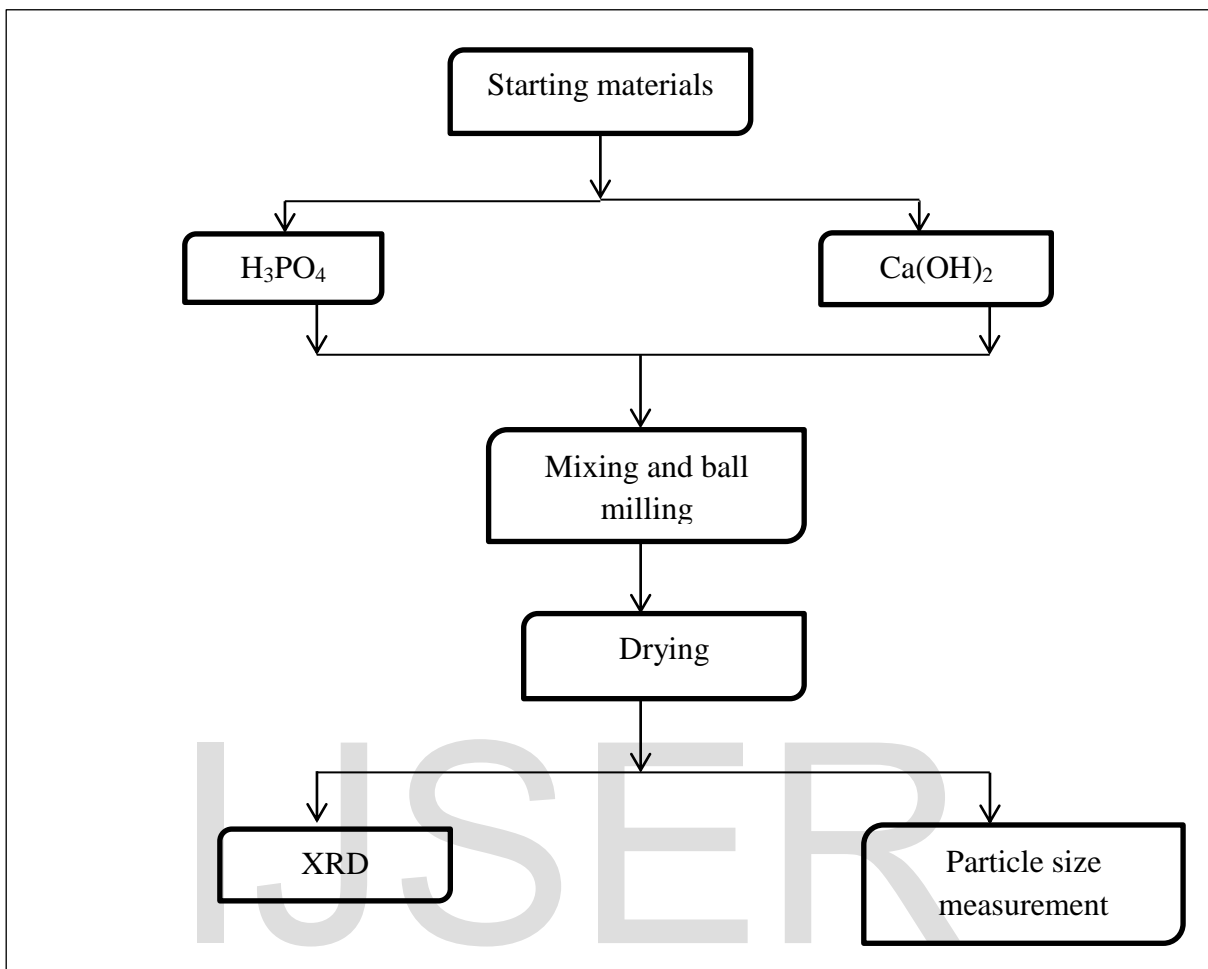 Starting materials
H₃PO₄
Ca(OH)₂
Mixing and ball
milling
Drying
IJSER
XRD
Particle size
measurement